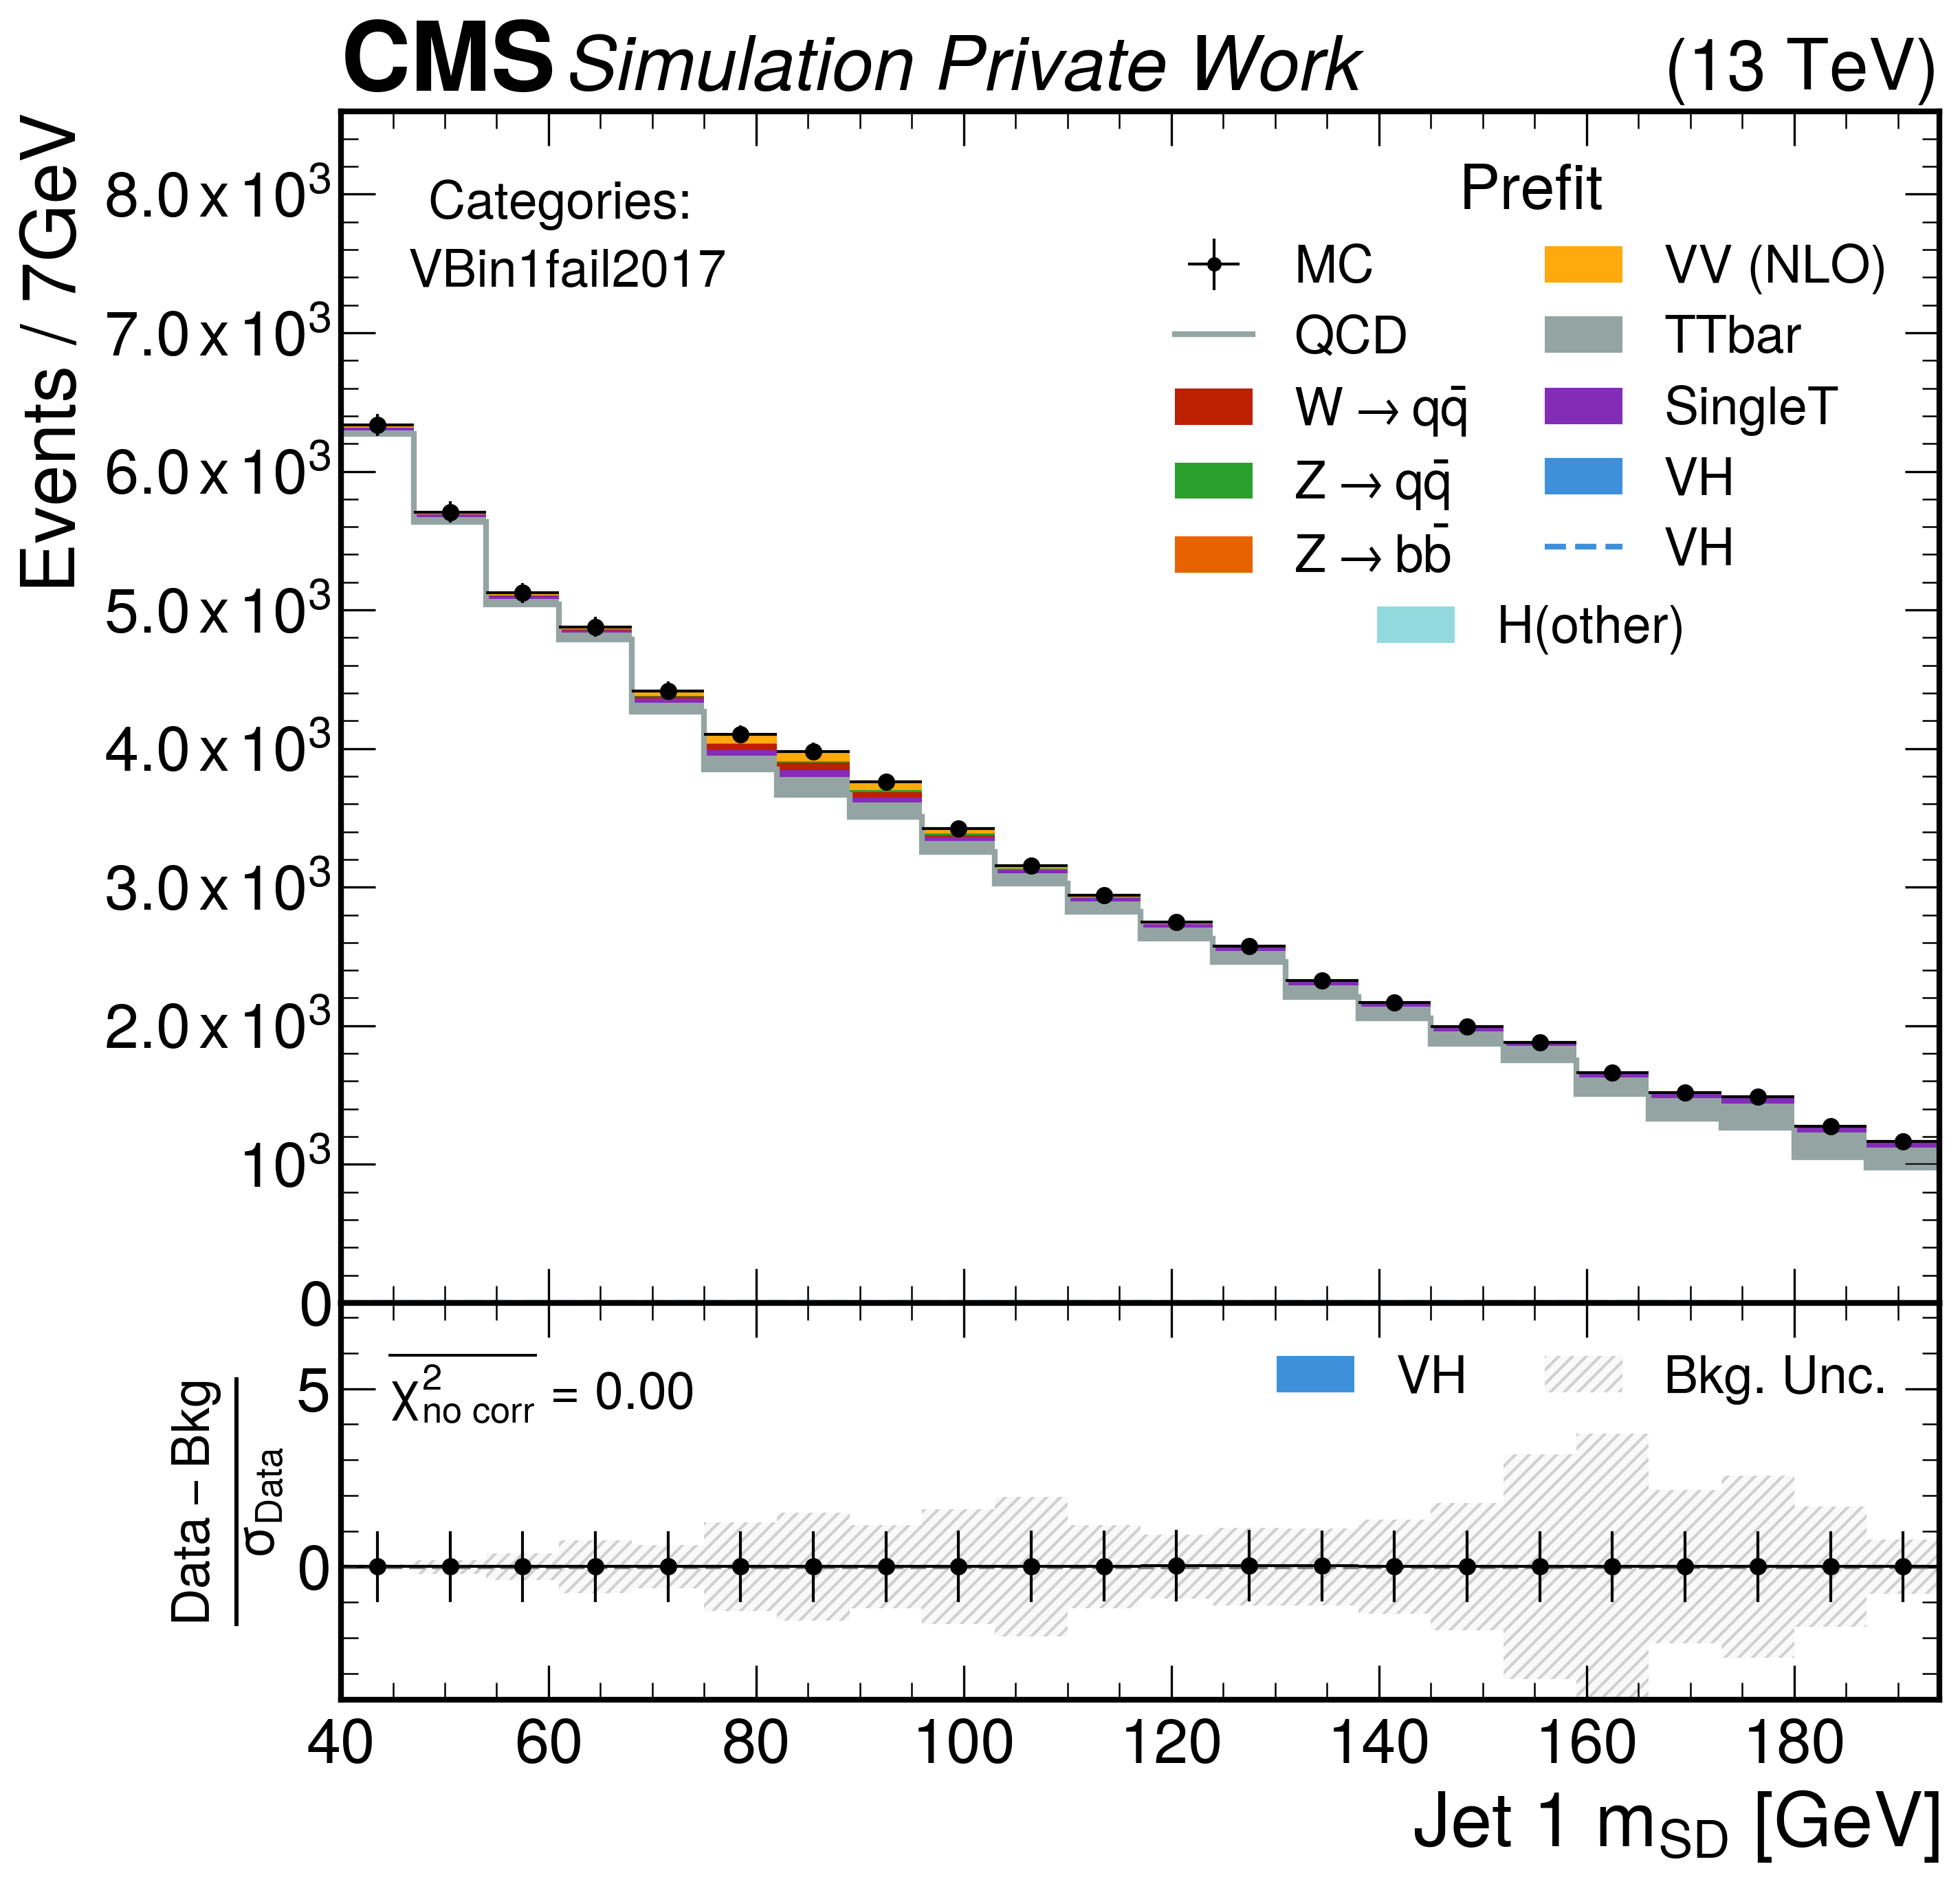 CMS Simulation Private Work (13 TeV)
Events / 7GeV
8.0 x 10³
7.0 x 10³
6.0 x 10³
5.0 x 10³
4.0 x 10³
3.0 x 10³
2.0 x 10³
10³
0
Categories:
VBin1fail2017
Prefit
MC
QCD
W → qq̄
Z → qq̄
Z → bb̄
VV (NLO)
TTbar
SingleT
VH
VH
H(other)
Data − Bkg
σ_Data
5
0
χ²_no corr = 0.00
VH
Bkg. Unc.
40 60 80 100 120 140 160 180
Jet 1 m_SD [GeV]